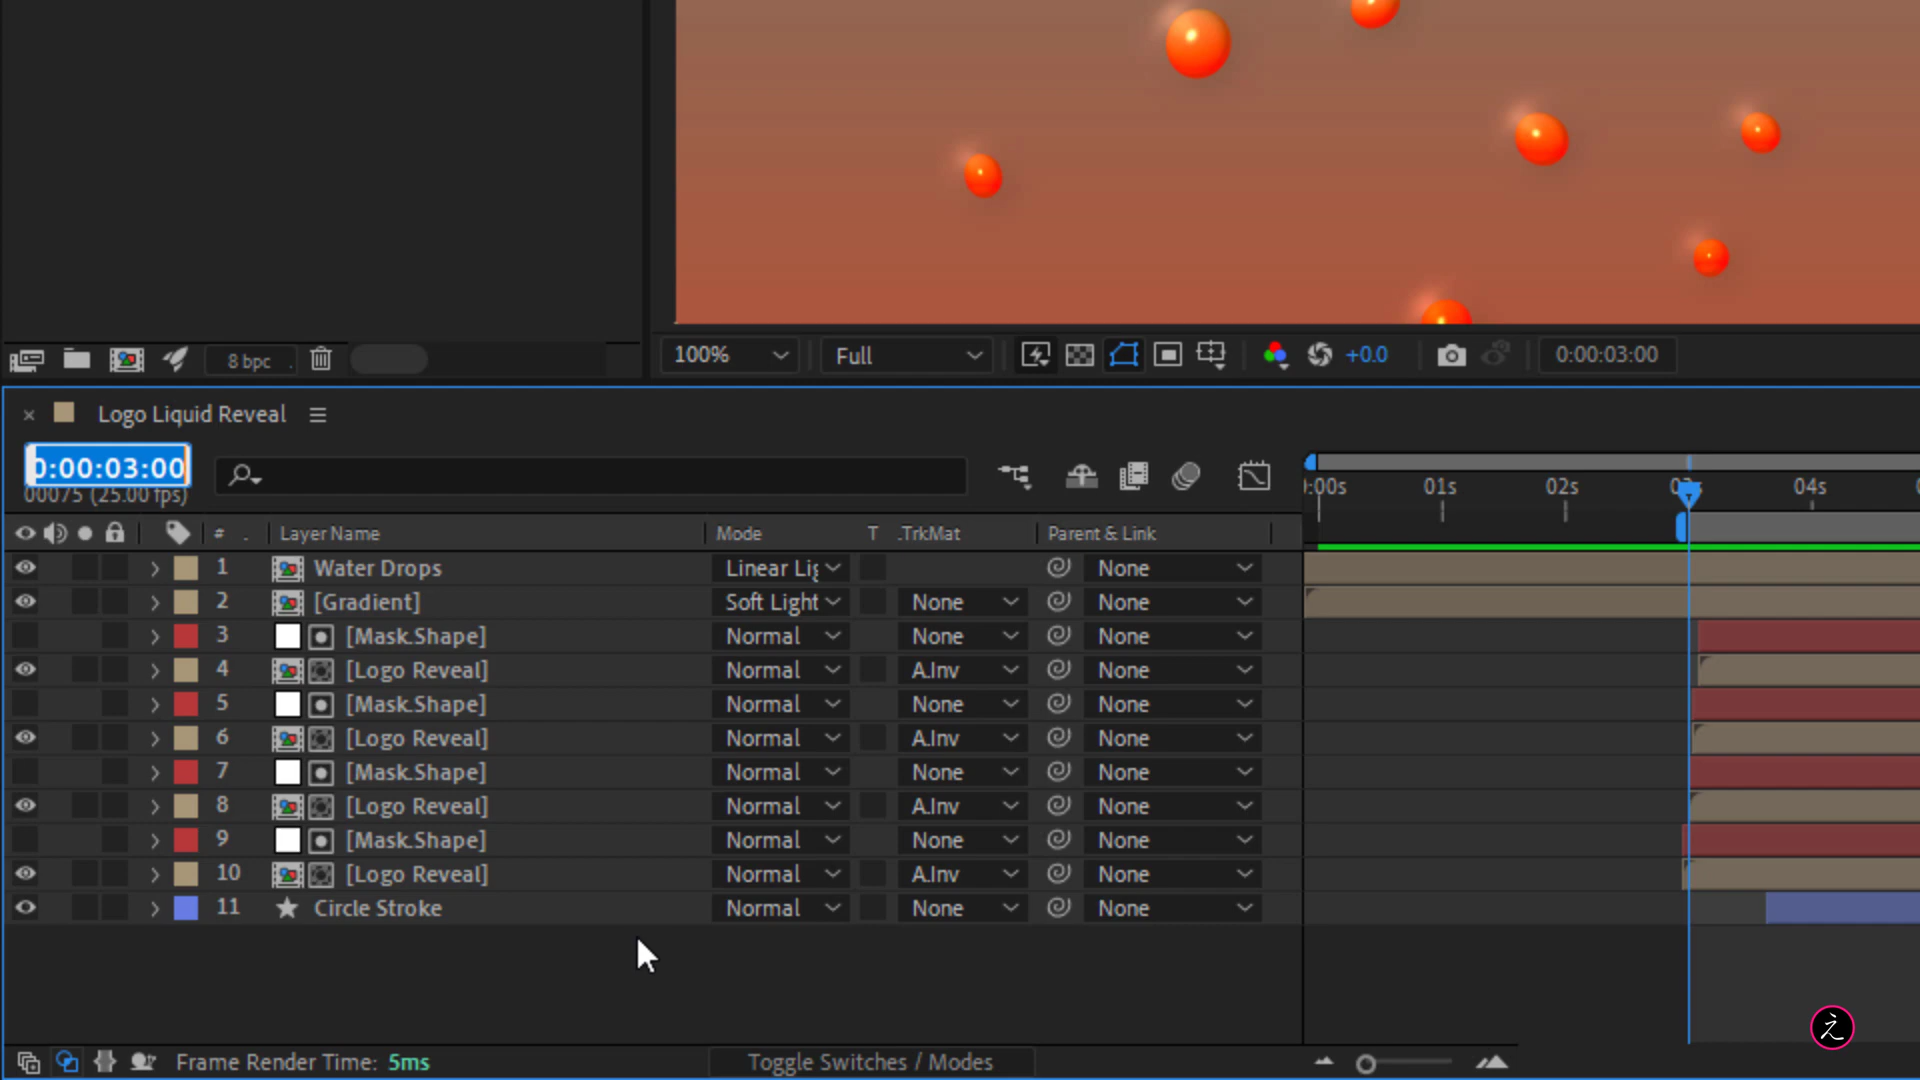 8 bpc
100%
Full
+0.0
0:00:03:00
Logo Liquid Reveal
0:00:03:00
00075 (25.00 fps)
:00s 01s 02s 04s
# . Layer Name Mode T .TrkMat Parent & Link
1 Water Drops Linear Lig None
2 [Gradient] Soft Light None None
3 [Mask.Shape] Normal None None
4 [Logo Reveal] Normal A.Inv None
5 [Mask.Shape] Normal None None
6 [Logo Reveal] Normal A.Inv None
7 [Mask.Shape] Normal None None
8 [Logo Reveal] Normal A.Inv None
9 [Mask.Shape] Normal None None
10 [Logo Reveal] Normal A.Inv None
11 Circle Stroke Normal None None
Frame Render Time: 5ms
Toggle Switches / Modes